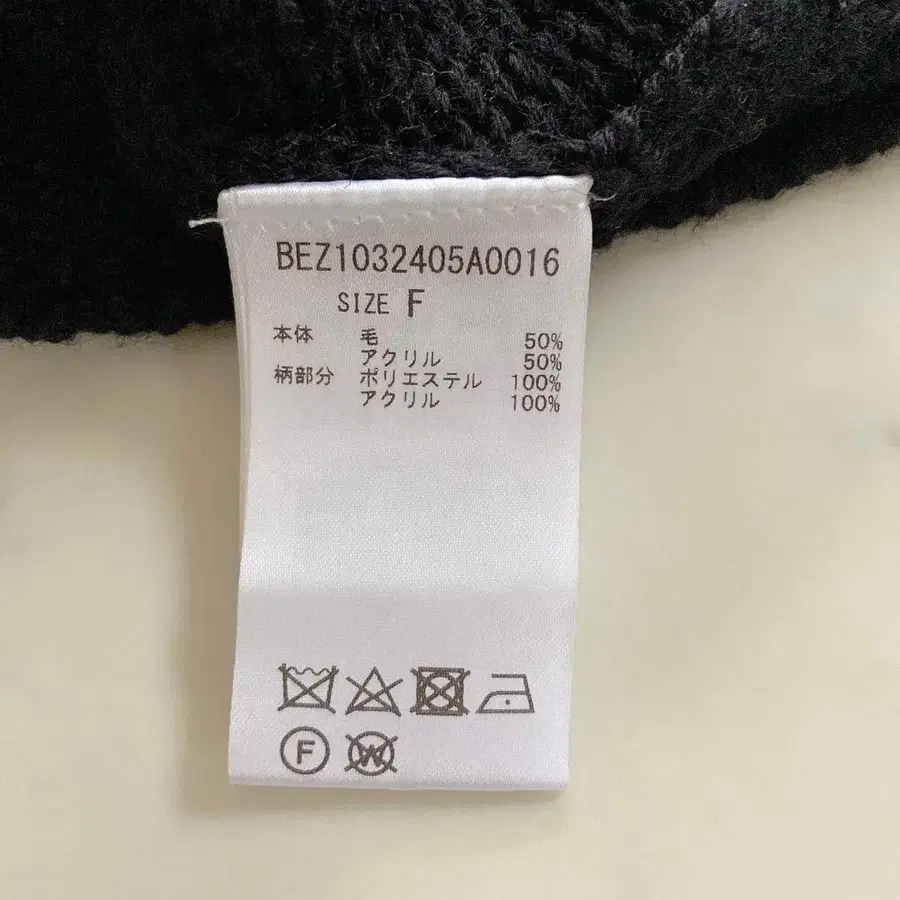 BEZ1032405A0016
SIZE F
本体 毛 50%
アクリル 50%
柄部分 ポリエステル 100%
アクリル 100%
F W